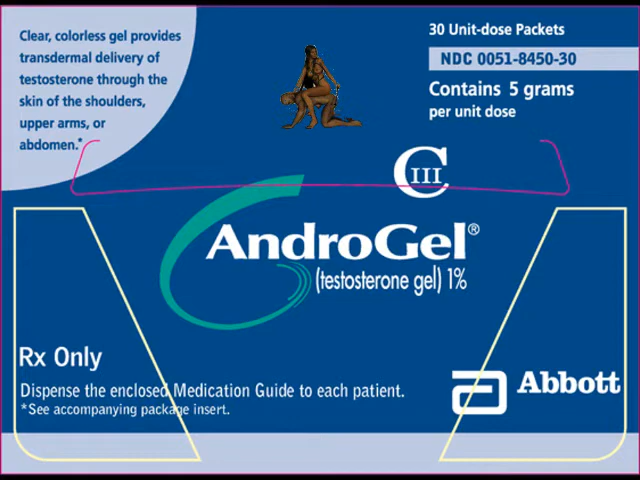 Clear, colorless gel provides
transdermal delivery of
testosterone through the
skin of the shoulders,
upper arms, or
abdomen.*
30 Unit-dose Packets
NDC 0051-8450-30
Contains 5 grams
per unit dose
CIII
AndroGel®
(testosterone gel) 1%
Rx Only
Dispense the enclosed Medication Guide to each patient.
*See accompanying package insert.
Abbott